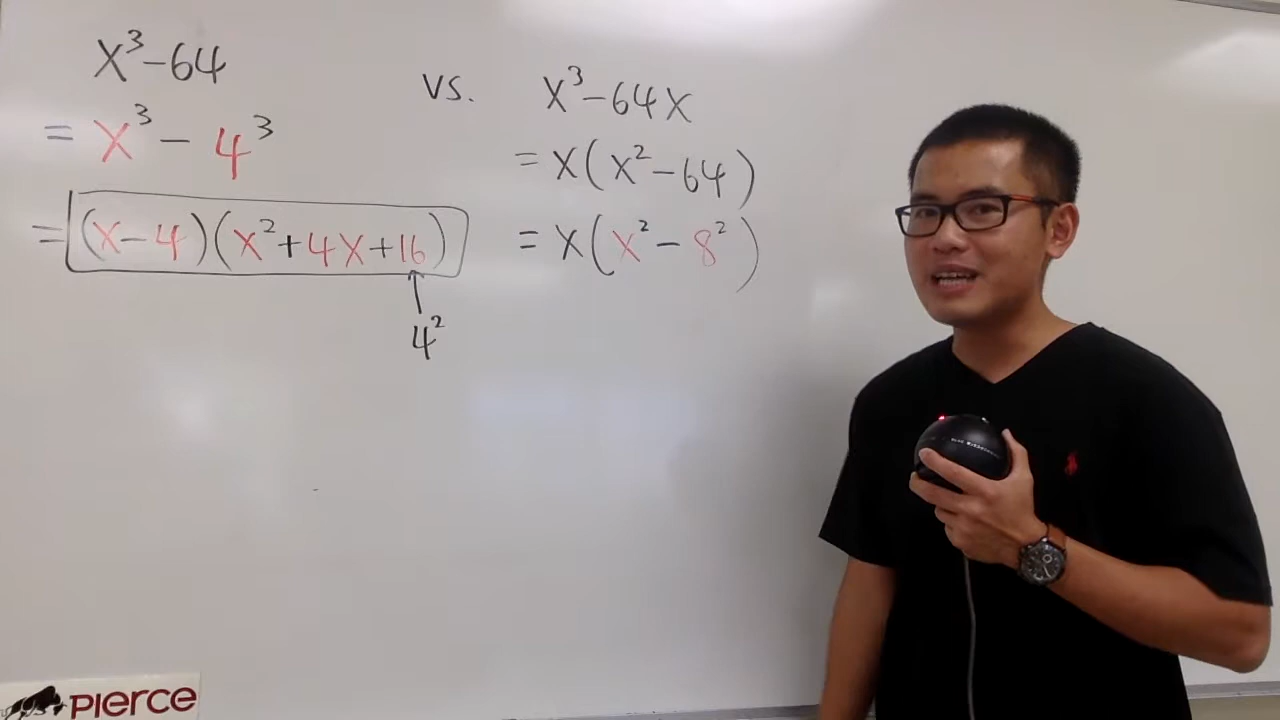 x³-64
= x³ - 4³
= (x-4)(x²+4x+16)
4²
vs.
x³-64x
= x(x²-64)
= x(x²-8²)
PIERCE